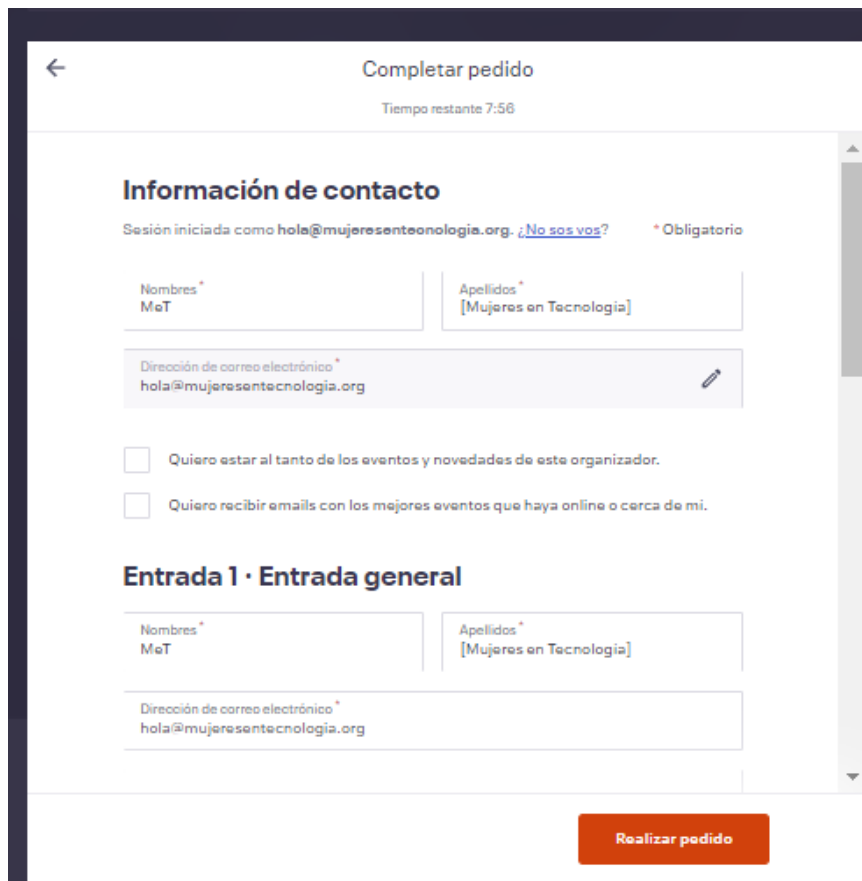 Completar pedido
Tiempo restante 7:56
Información de contacto
Sesión iniciada como hola@mujeresentecnologia.org. ¿No sos vos? * Obligatorio
Nombres * Apellidos *
MeT [Mujeres en Tecnología]
Dirección de correo electrónico *
hola@mujeresentecnologia.org
Quiero estar al tanto de los eventos y novedades de este organizador.
Quiero recibir emails con los mejores eventos que haya online o cerca de mí.
Entrada 1 · Entrada general
Nombres * Apellidos *
MeT [Mujeres en Tecnología]
Dirección de correo electrónico *
hola@mujeresentecnologia.org
Realizar pedido